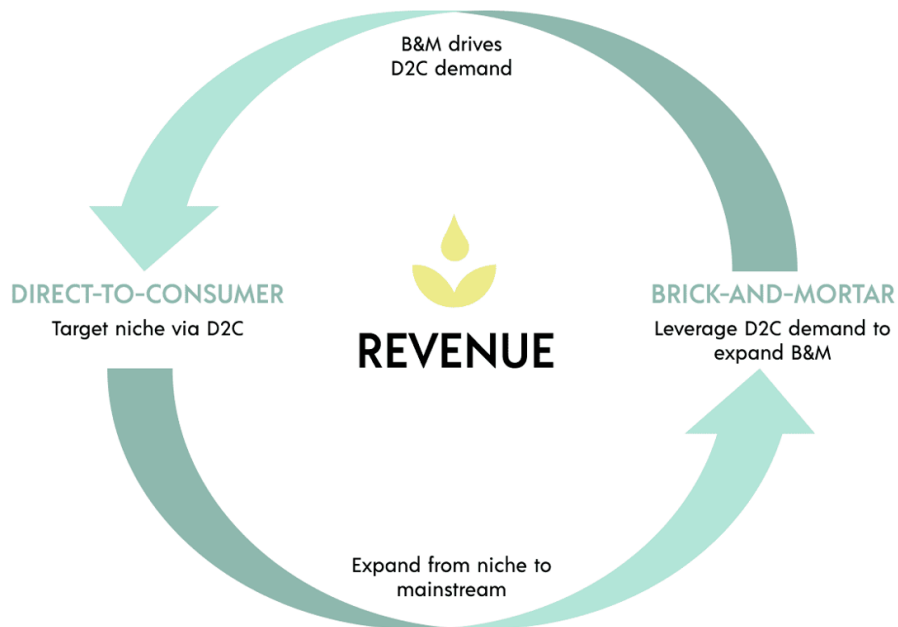 B&M drives
D2C demand
DIRECT-TO-CONSUMER
Target niche via D2C
REVENUE
BRICK-AND-MORTAR
Leverage D2C demand to
expand B&M
Expand from niche to
mainstream